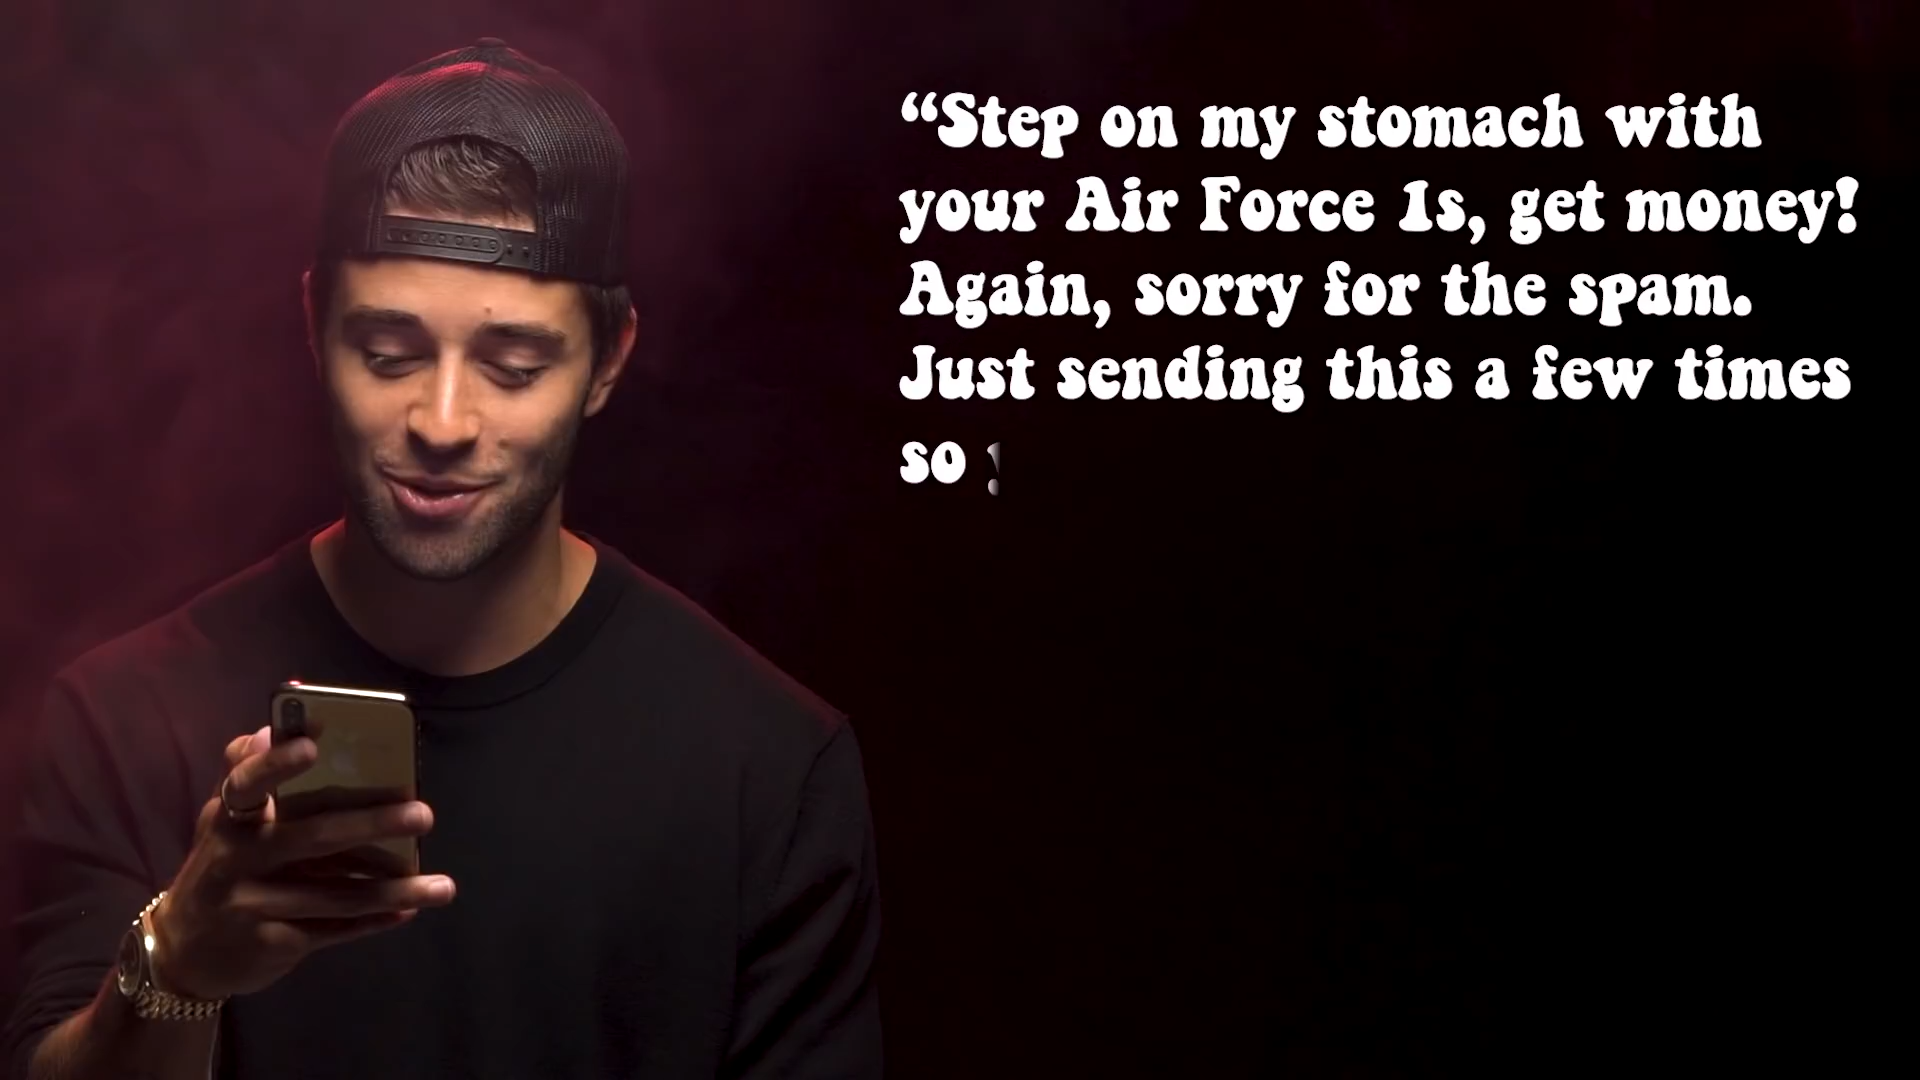 “Step on my stomach with
your Air Force 1s, get money!
Again, sorry for the spam.
Just sending this a few times
so